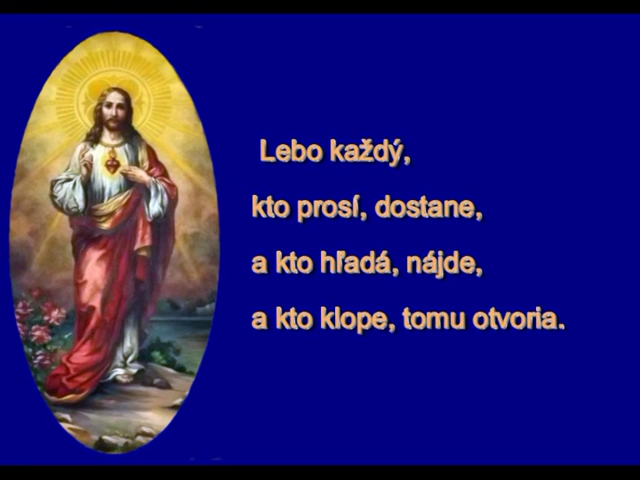 Lebo každý,
kto prosí, dostane,
a kto hľadá, nájde,
a kto klope, tomu otvoria.